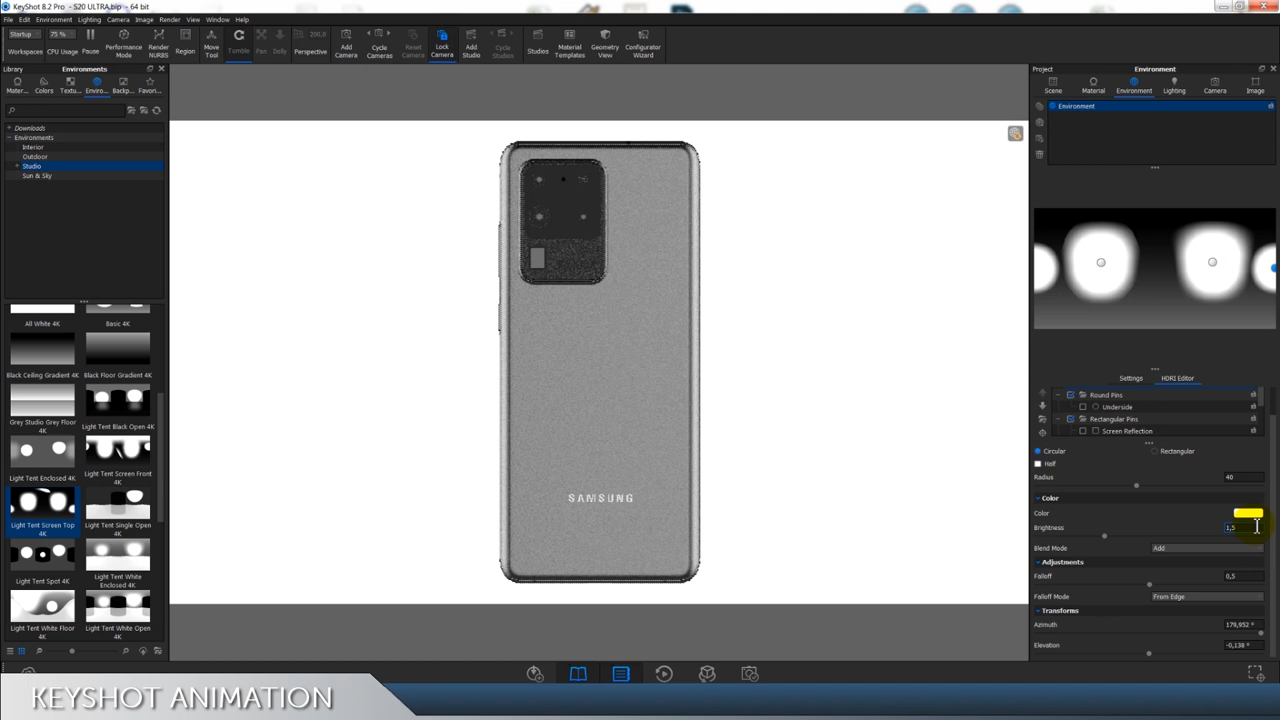 KeyShot 8.2 Pro - S20 ULTRA.bip - 64 bit
File Edit Environment Lighting Camera Image Render View Window Help
Startup 75 % 200,0
Workspaces CPU Usage Pause Performance Mode Render NURBS Region Move Tool Tumble Pan Dolly Perspective Add Camera Cycle Cameras Reset Camera Lock Camera Add Studio Cycle Studios Studios Material Templates Geometry View Configurator Wizard
Library Environments
Mater... Colors Textu... Enviro... Backp... Favori...
Downloads
Environments
Interior
Outdoor
Studio
Sun & Sky
All White 4K Basic 4K
Black Ceiling Gradient 4K Black Floor Gradient 4K
Grey Studio Grey Floor 4K Light Tent Black Open 4K
Light Tent Enclosed 4K Light Tent Screen Front 4K
Light Tent Screen Top 4K Light Tent Single Open 4K
Light Tent Spot 4K Light Tent White Enclosed 4K
Light Tent White Floor 4K Light Tent White Open 4K
SAMSUNG
Project Environment
Scene Material Environment Lighting Camera Image
Environment
Settings HDRI Editor
Round Pins
Underside
Rectangular Pins
Screen Reflection
Circular Rectangular
Half
Radius 40
Color
Color
Brightness 1,5
Blend Mode Add
Adjustments
Falloff 0,5
Falloff Mode From Edge
Transforms
Azimuth 179,952 °
Elevation -0,138 °
KEYSHOT ANIMATION